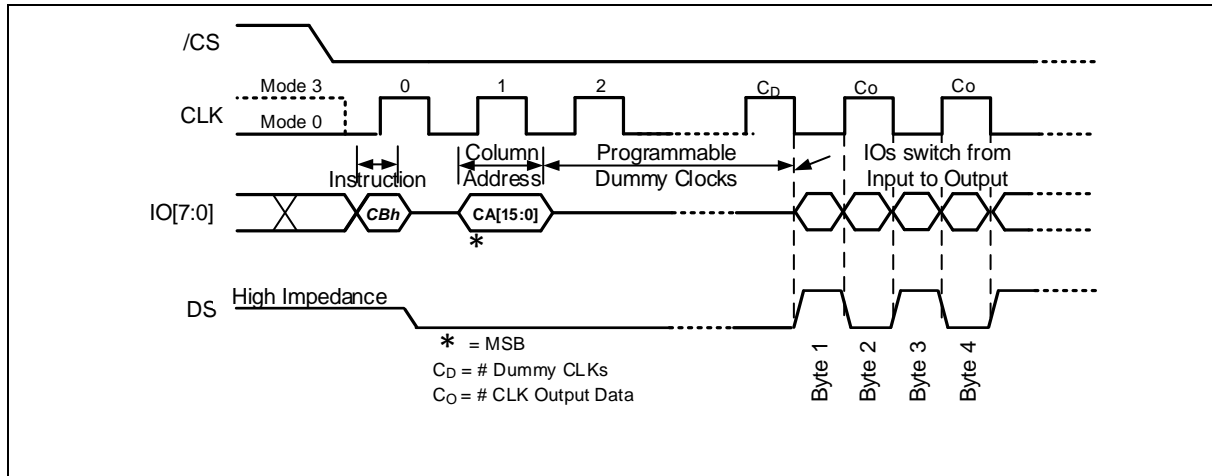 /CS
Mode 3
Mode 0
CLK
0
1
2
CD
Co
Co
Instruction
Column
Address
Programmable
Dummy Clocks
IOs switch from
Input to Output
IO[7:0]
CBh
CA[15:0]
*
DS
High Impedance
* = MSB
CD = # Dummy CLKs
CO = # CLK Output Data
Byte 1
Byte 2
Byte 3
Byte 4